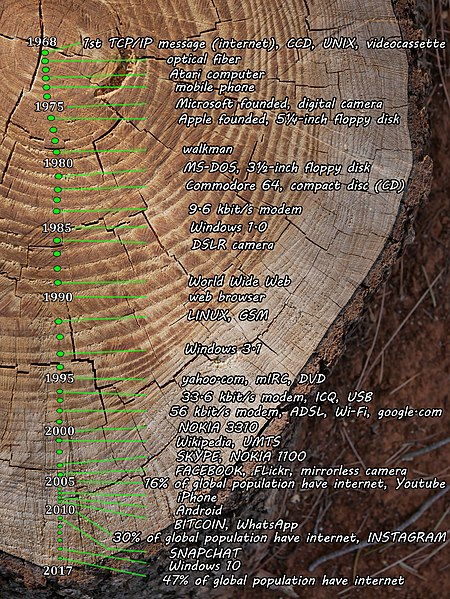 1968 1st TCP/IP message (internet), CCD, UNIX, videocassette
optical fiber
Atari computer
mobile phone
1975 Microsoft founded, digital camera
Apple founded, 5¼-inch floppy disk
walkman
1980 MS-DOS, 3½-inch floppy disk
Commodore 64, compact disc (CD)
9.6 kbit/s modem
1985 Windows 1.0
DSLR camera
World Wide Web
1990 web browser
LINUX, GSM
Windows 3.1
1995 yahoo.com, mIRC, DVD
33.6 kbit/s modem, ICQ, USB
56 kbit/s modem, ADSL, Wi-Fi, google.com
2000 NOKIA 3310
Wikipedia, UMTS
SKYPE, NOKIA 1100
FACEBOOK, Flickr, mirrorless camera
2005 16% of global population have internet, Youtube
iPhone
2010 Android
BITCOIN, WhatsApp
30% of global population have internet, INSTAGRAM
SNAPCHAT
Windows 10
2017 47% of global population have internet